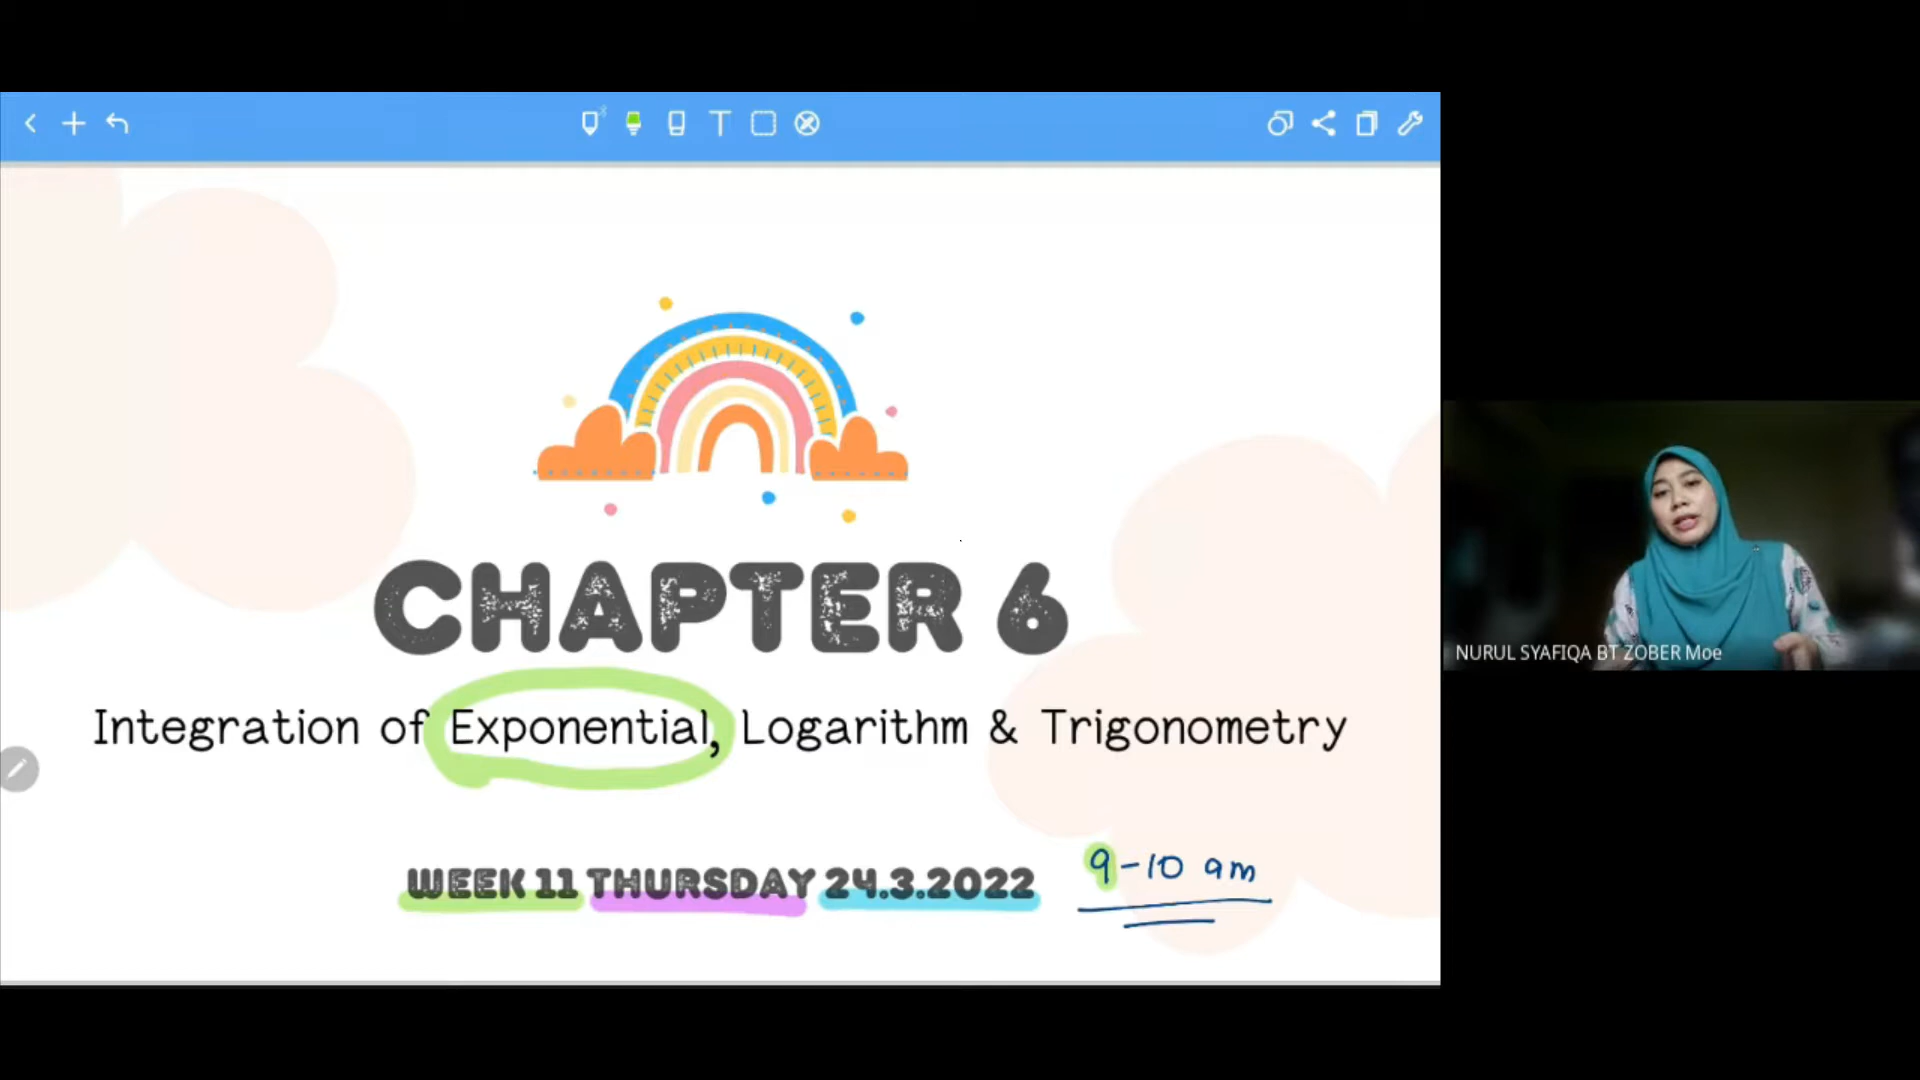 CHAPTER 6
Integration of Exponential, Logarithm & Trigonometry
WEEK 11 THURSDAY 24.3.2022
9-10 am
NURUL SYAFIQA BT ZOBER Moe